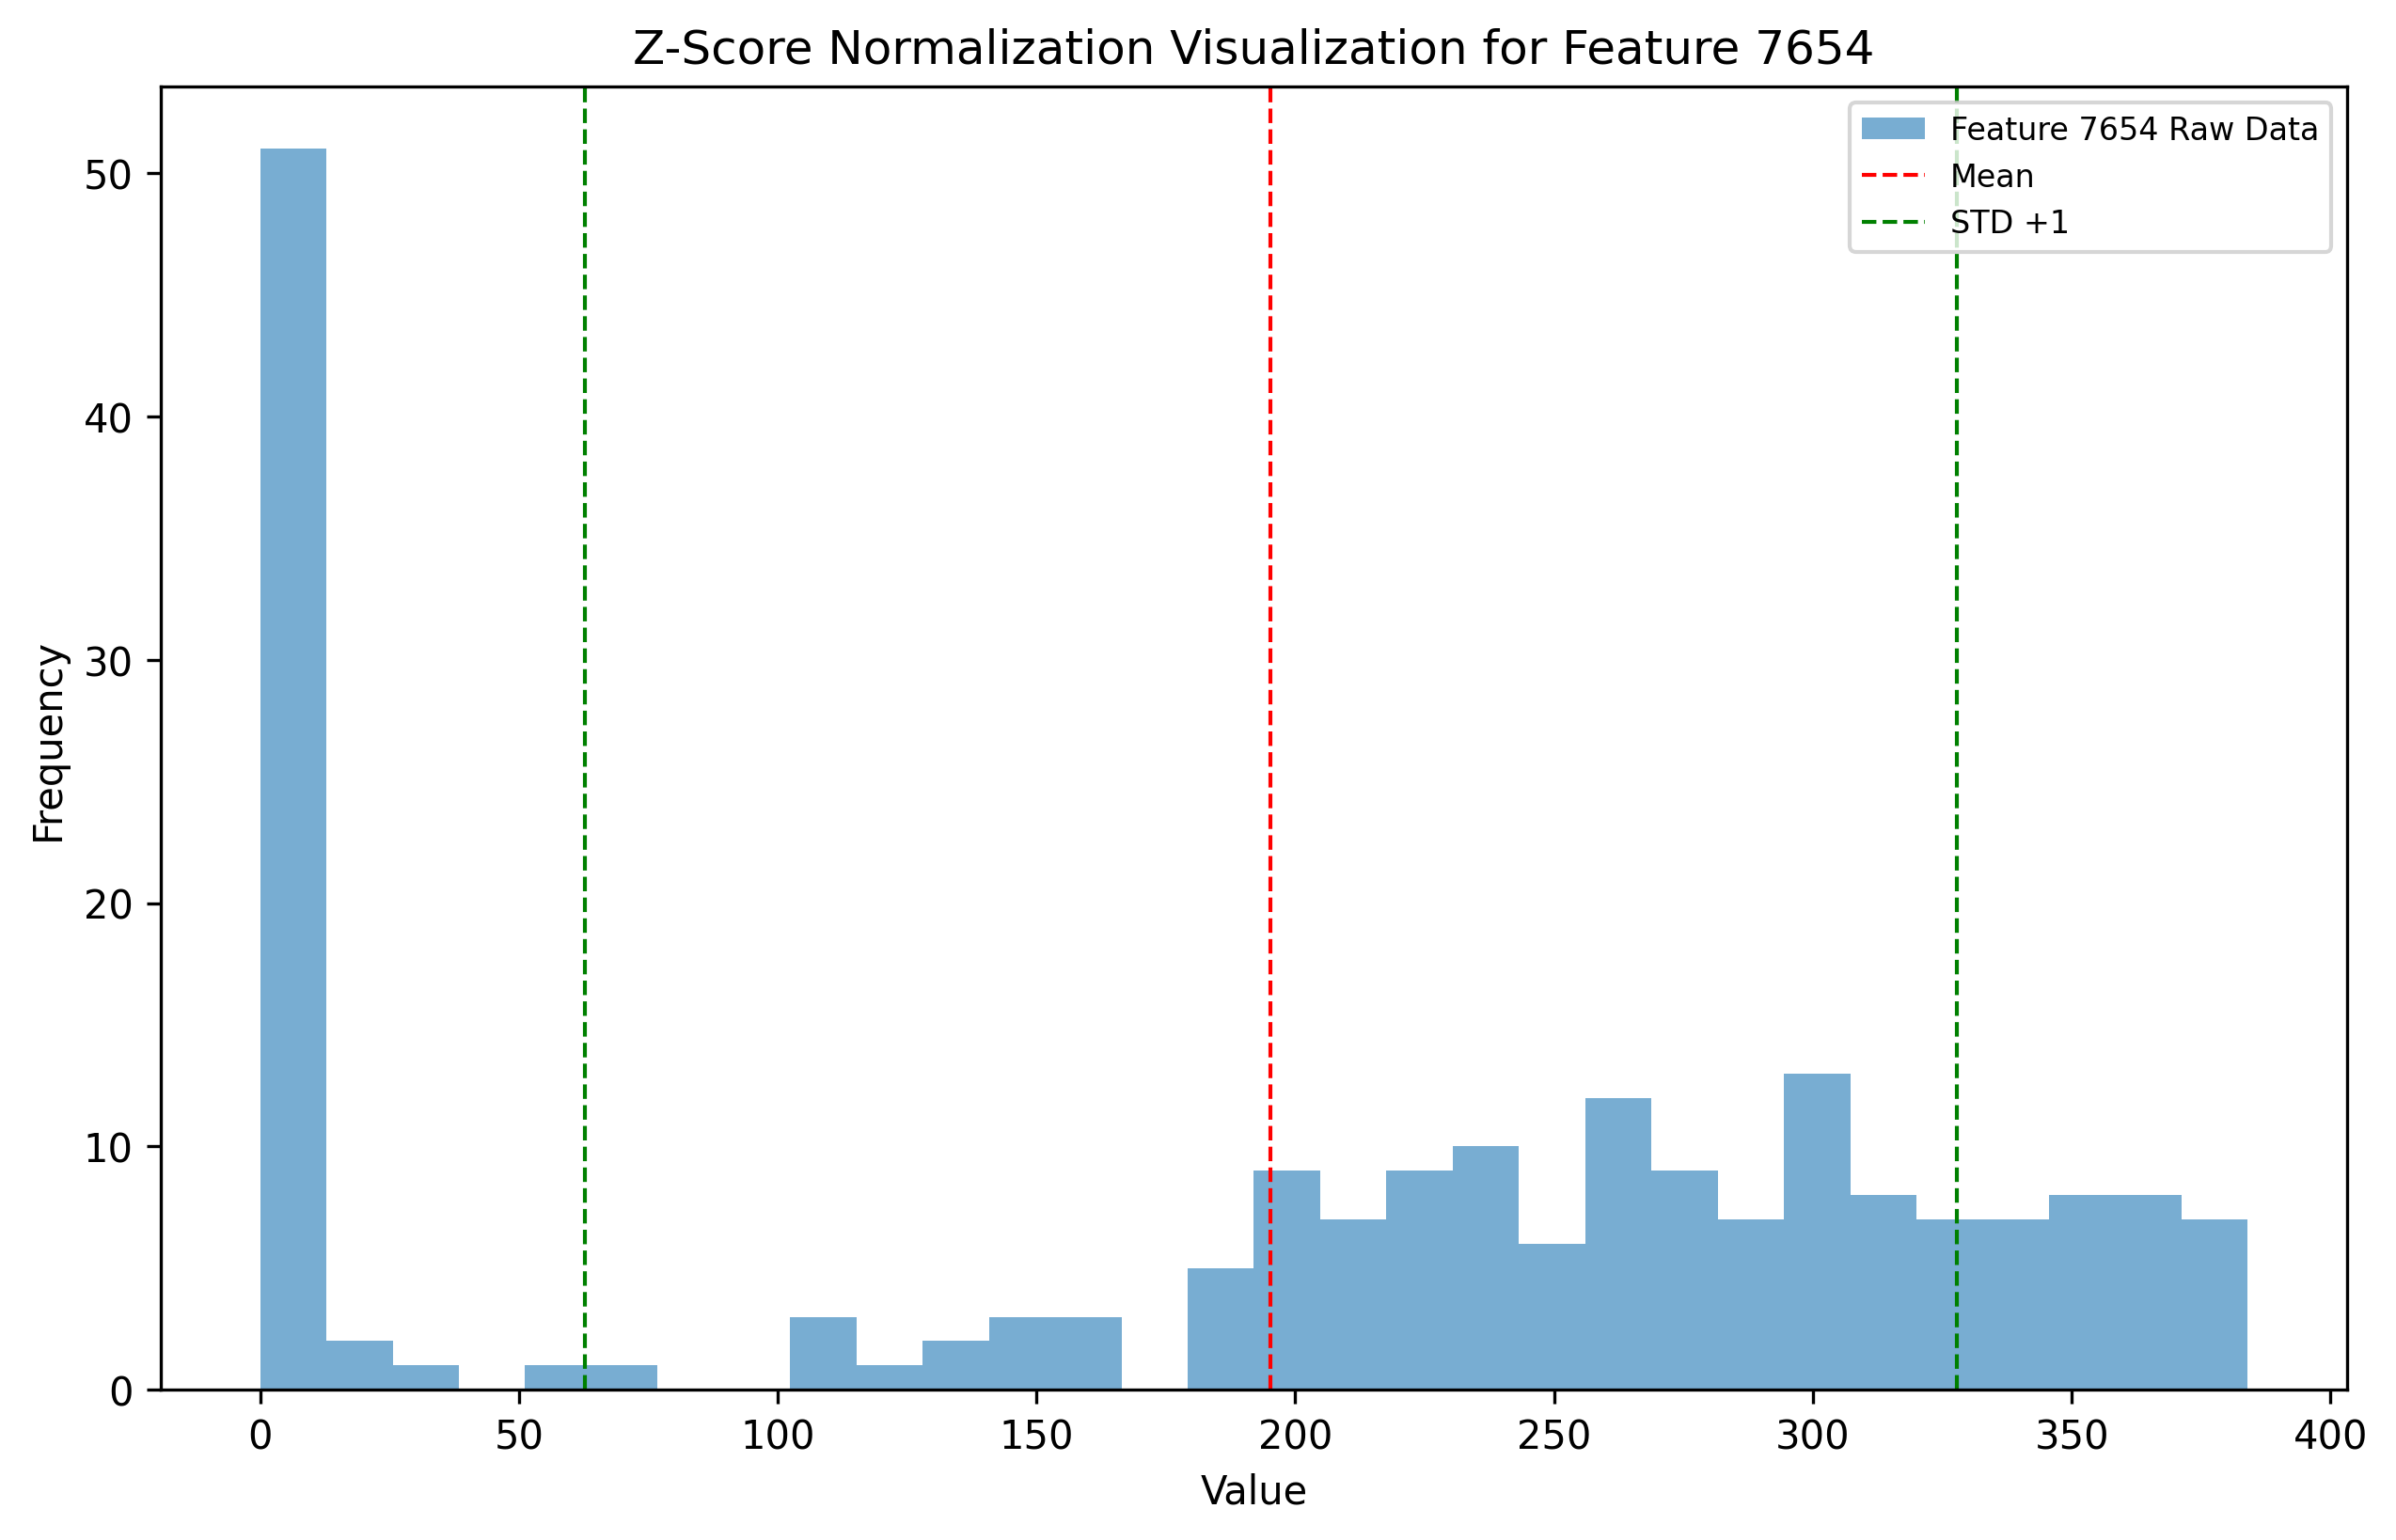 Z-Score Normalization Visualization for Feature 7654
Feature 7654 Raw Data
Mean
STD +1
Frequency
50
40
30
20
10
0
0 50 100 150 200 250 300 350 400
Value